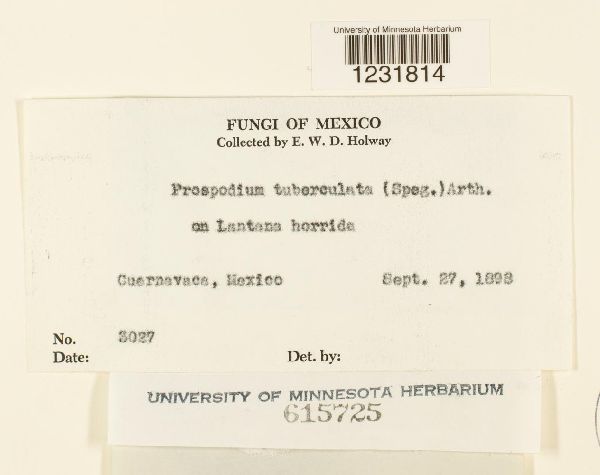 University of Minnesota Herbarium
1231814
FUNGI OF MEXICO
Collected by E. W. D. Holway
Prospodium tuberculata (Speg.)Arth.
on Lantana horrida
Cuernavaca, Mexico Sept. 27, 1898
No. 3027
Date: Det. by:
UNIVERSITY OF MINNESOTA HERBARIUM
615725